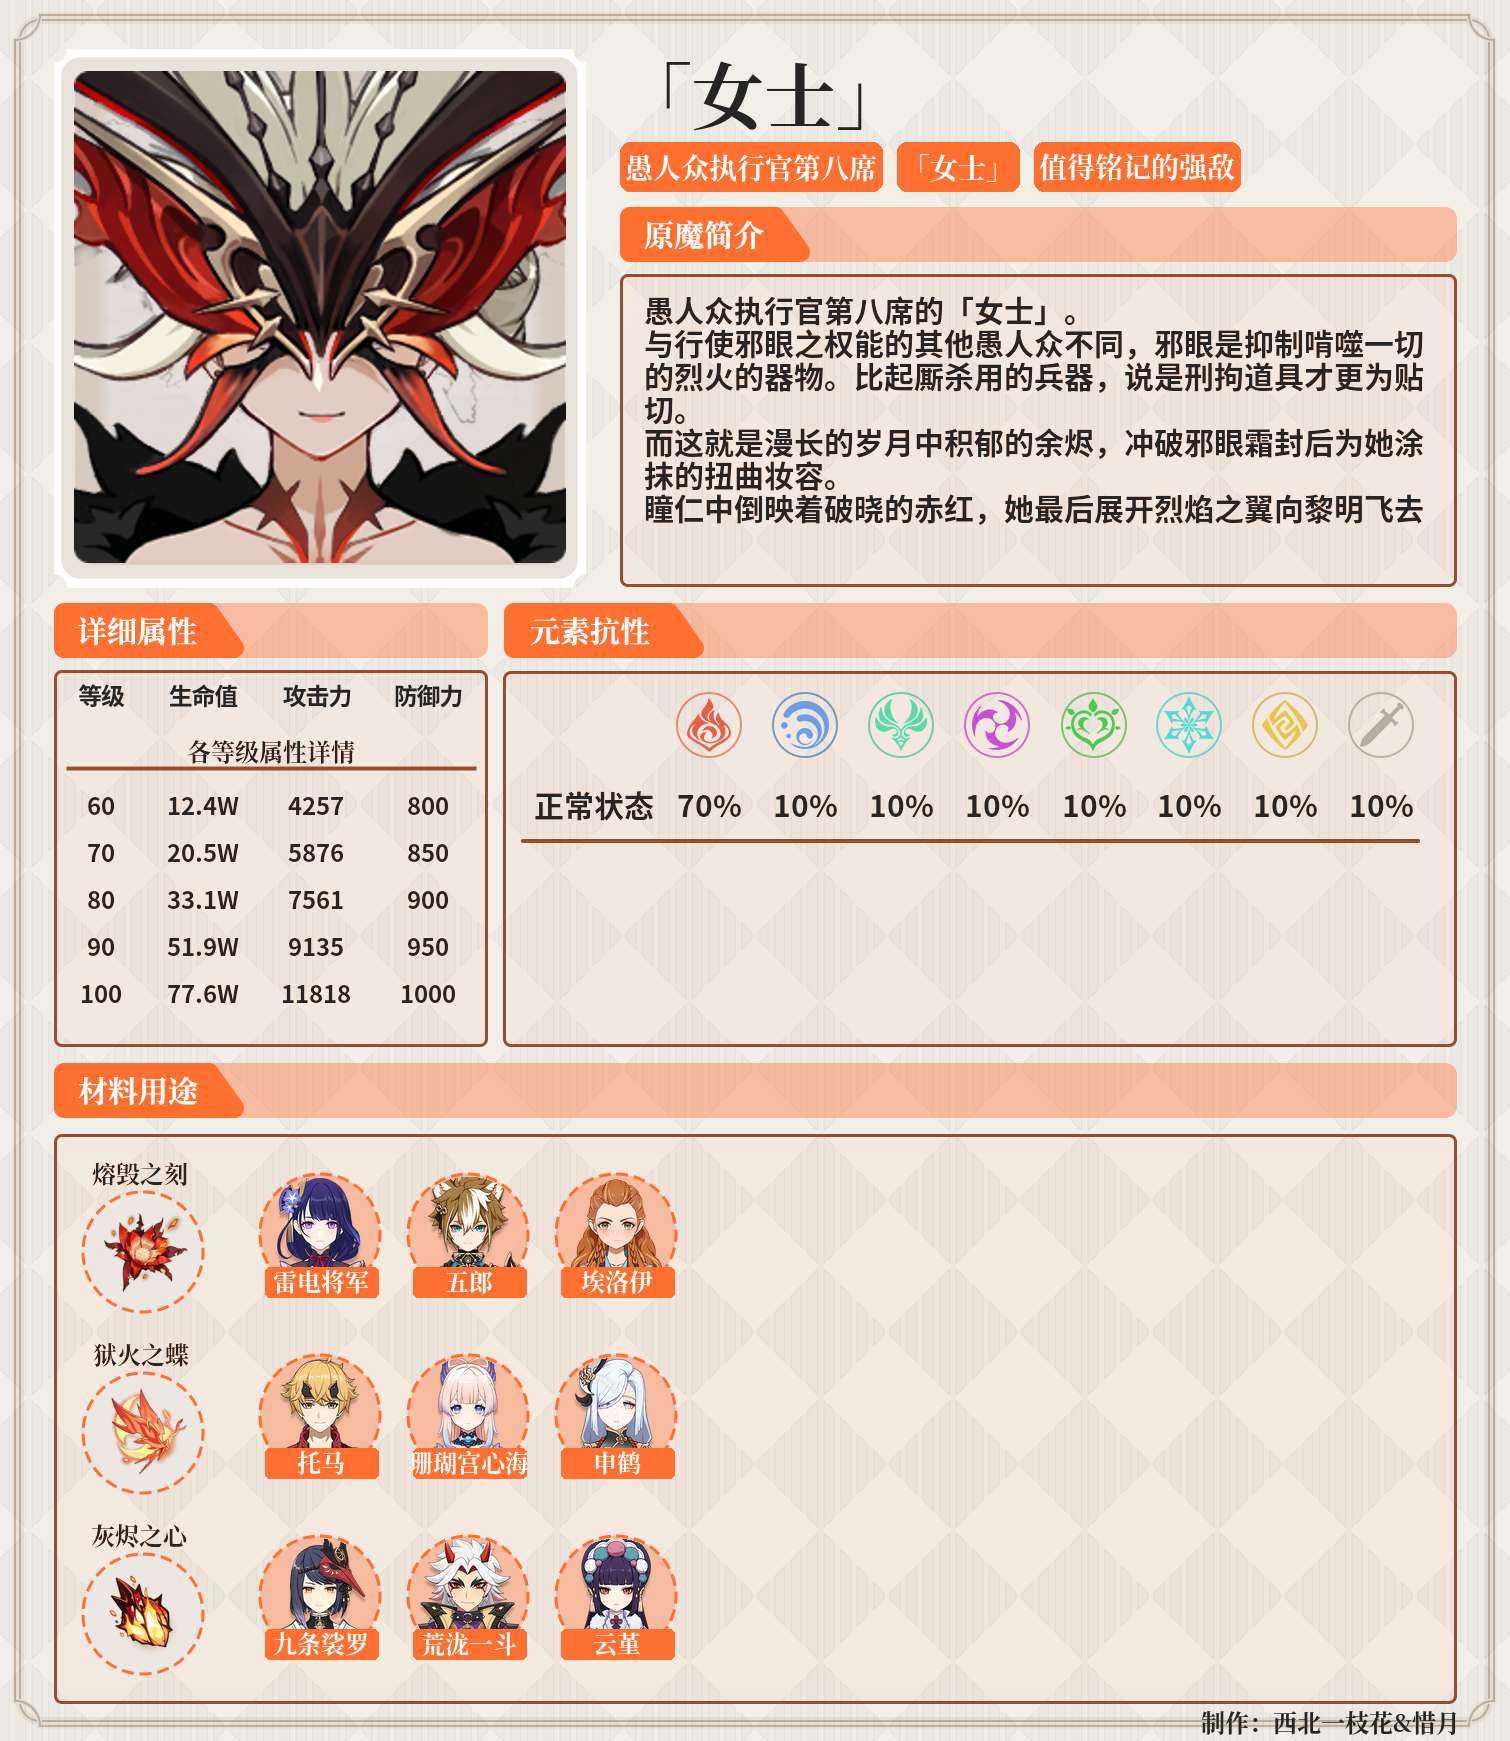 「女士」
愚人众执行官第八席 「女士」 值得铭记的强敌
原魔简介
愚人众执行官第八席的「女士」。
与行使邪眼之权能的其他愚人众不同，邪眼是抑制啃噬一切
的烈火的器物。比起厮杀用的兵器，说是刑拘道具才更为贴
切。
而这就是漫长的岁月中积郁的余烬，冲破邪眼霜封后为她涂
抹的扭曲妆容。
瞳仁中倒映着破晓的赤红，她最后展开烈焰之翼向黎明飞去
详细属性
等级 生命值 攻击力 防御力
各等级属性详情
60 12.4W 4257 800
70 20.5W 5876 850
80 33.1W 7561 900
90 51.9W 9135 950
100 77.6W 11818 1000
元素抗性
正常状态 70% 10% 10% 10% 10% 10% 10% 10%
材料用途
熔毁之刻
雷电将军 五郎 埃洛伊
狱火之蝶
托马 珊瑚宫心海 申鹤
灰烬之心
九条裟罗 荒泷一斗 云堇
制作：西北一枝花&惜月